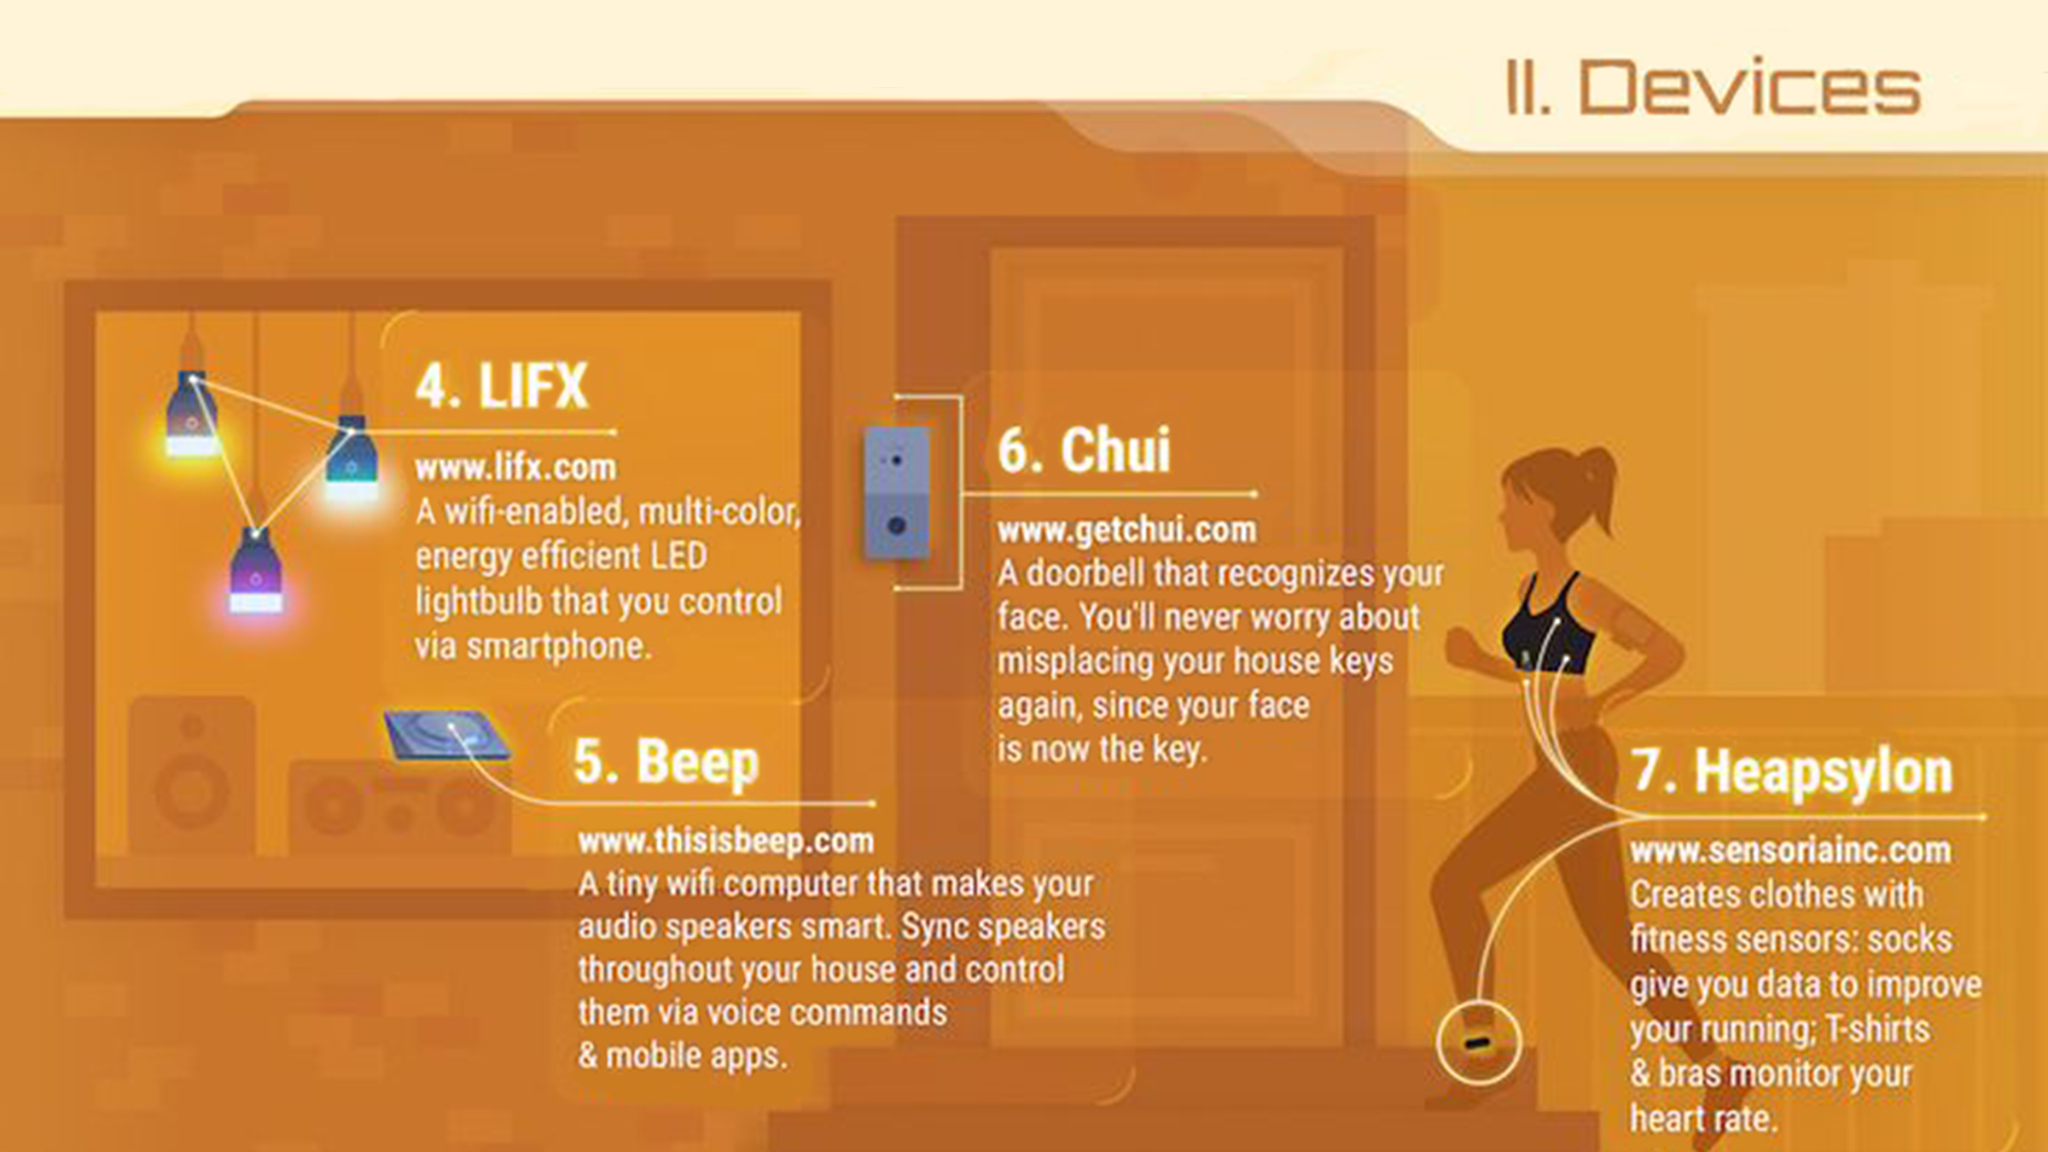 II. Devices
4. LIFX
www.lifx.com
A wifi-enabled, multi-color,
energy efficient LED
lightbulb that you control
via smartphone.
5. Beep
www.thisisbeep.com
A tiny wifi computer that makes your
audio speakers smart. Sync speakers
throughout your house and control
them via voice commands
& mobile apps.
6. Chui
www.getchui.com
A doorbell that recognizes your
face. You'll never worry about
misplacing your house keys
again, since your face
is now the key.
7. Heapsylon
www.sensoriainc.com
Creates clothes with
fitness sensors: socks
give you data to improve
your running; T-shirts
& bras monitor your
heart rate.